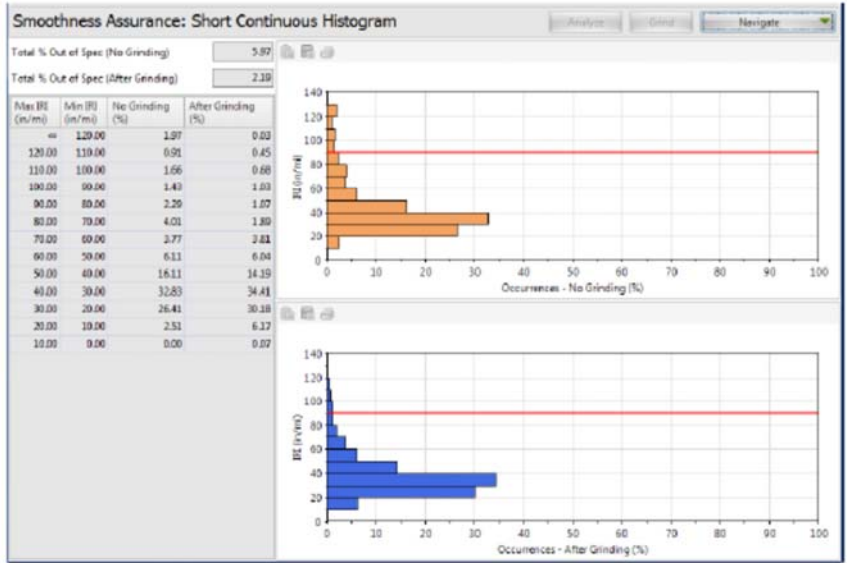 Smoothness Assurance: Short Continuous Histogram
Analyze Grind Navigate
Total % Out of Spec (No Grinding) 5.97
Total % Out of Spec (After Grinding) 2.19
Max IRI (in/mi) Min IRI (in/mi) No Grinding (%) After Grinding (%)
∞ 120.00 1.97 0.03
120.00 110.00 0.91 0.45
110.00 100.00 1.66 0.68
100.00 90.00 1.43 1.03
90.00 80.00 2.29 1.07
80.00 70.00 4.01 1.89
70.00 60.00 3.77 3.81
60.00 50.00 6.11 6.04
50.00 40.00 16.11 14.19
40.00 30.00 32.83 34.41
30.00 20.00 26.41 30.18
20.00 10.00 2.51 6.17
10.00 0.00 0.00 0.07
140
120
100
80
60
40
20
0
IRI (in/mi)
0 10 20 30 40 50 60 70 80 90 100
Occurrences - No Grinding (%)
140
120
100
80
60
40
20
0
IRI (in/mi)
0 10 20 30 40 50 60 70 80 90 100
Occurrences - After Grinding (%)